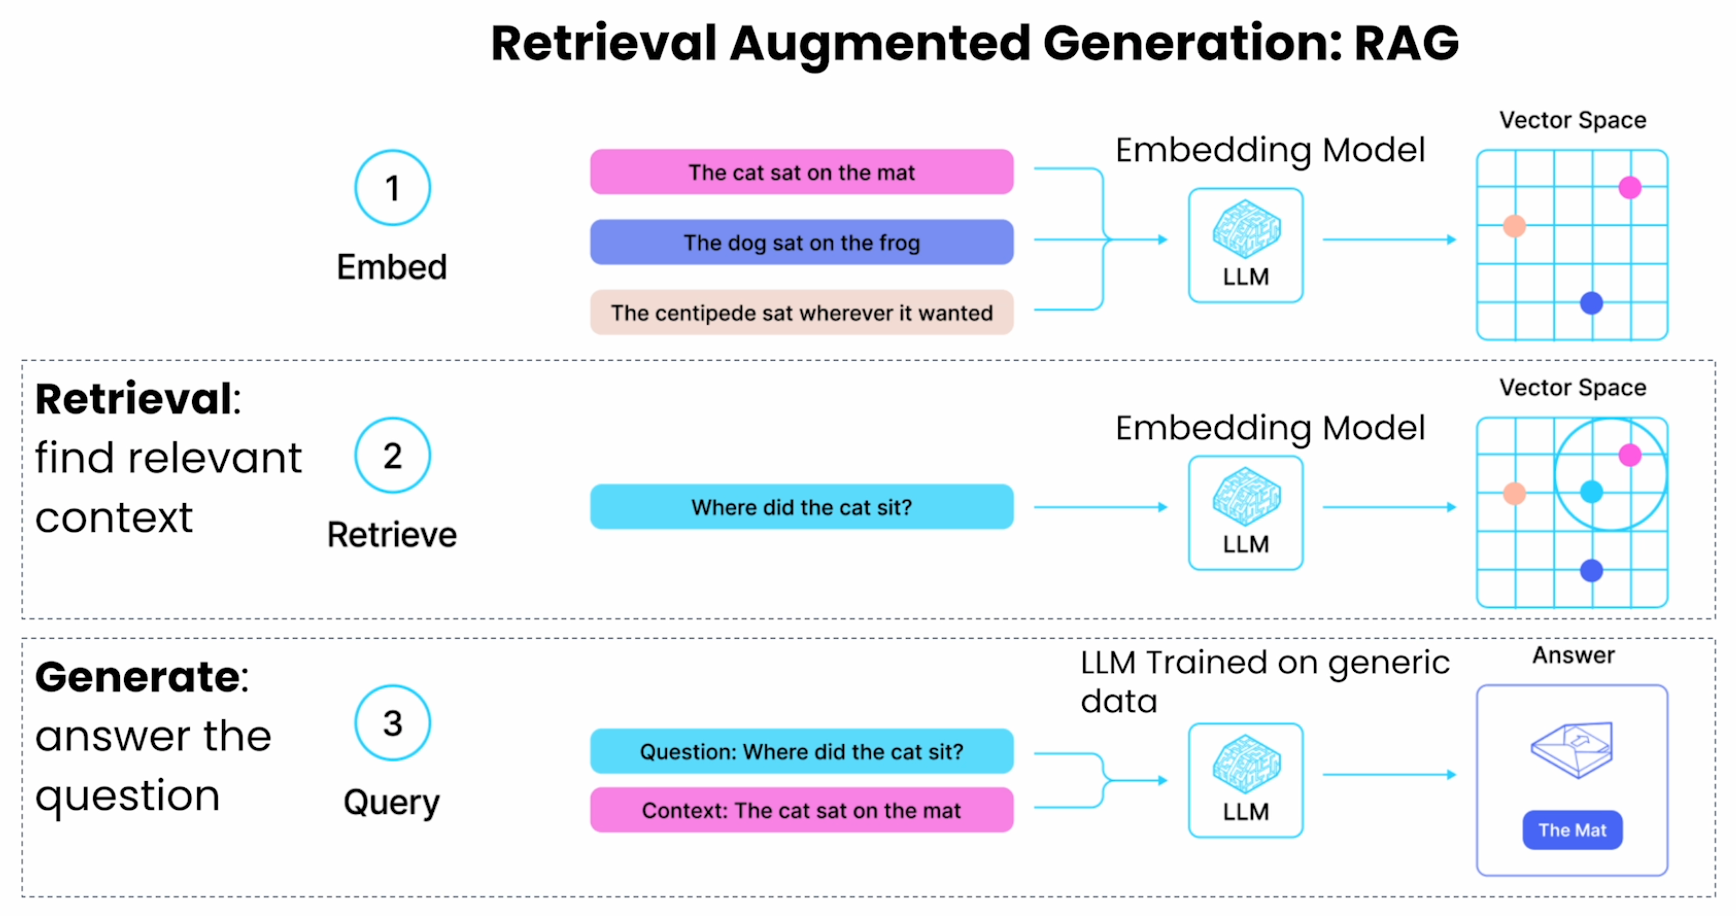 Retrieval Augmented Generation: RAG
1
Embed
The cat sat on the mat
The dog sat on the frog
The centipede sat wherever it wanted
Embedding Model
LLM
Vector Space
Retrieval:
find relevant
context
2
Retrieve
Where did the cat sit?
Embedding Model
LLM
Vector Space
Generate:
answer the
question
3
Query
Question: Where did the cat sit?
Context: The cat sat on the mat
LLM Trained on generic
data
LLM
Answer
The Mat